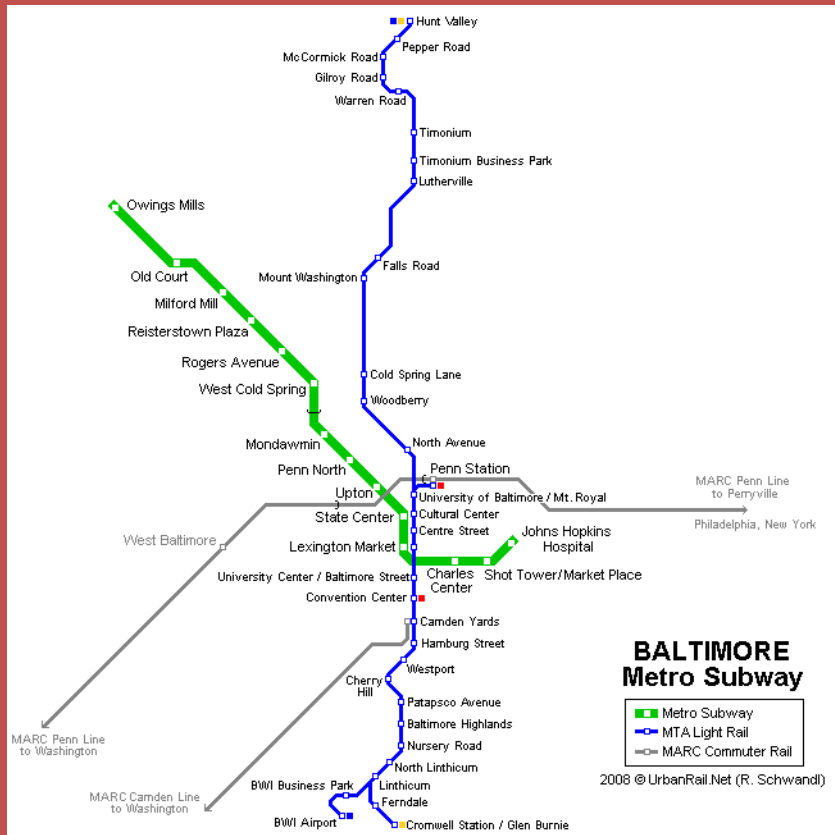 Hunt Valley
Pepper Road
McCormick Road
Gilroy Road
Warren Road
Timonium
Timonium Business Park
Lutherville
Owings Mills
Falls Road
Old Court
Mount Washington
Milford Mill
Reisterstown Plaza
Rogers Avenue
Cold Spring Lane
West Cold Spring
Woodberry
Mondawmin
North Avenue
Penn North
Penn Station
MARC Penn Line
to Perryville
Upton
University of Baltimore / Mt. Royal
State Center
Cultural Center
Philadelphia, New York
Centre Street
West Baltimore
Lexington Market
Johns Hopkins
Hospital
University Center / Baltimore Street
Charles
Center
Shot Tower/Market Place
Convention Center
Camden Yards
Hamburg Street
Westport
Cherry
Hill
Patapsco Avenue
Baltimore Highlands
MARC Penn Line
to Washington
Nursery Road
North Linthicum
BWI Business Park
Linthicum
MARC Camden Line
to Washington
Ferndale
BWI Airport
Cromwell Station / Glen Burnie
BALTIMORE
Metro Subway
Metro Subway
MTA Light Rail
MARC Commuter Rail
2008 © UrbanRail.Net (R. Schwandl)